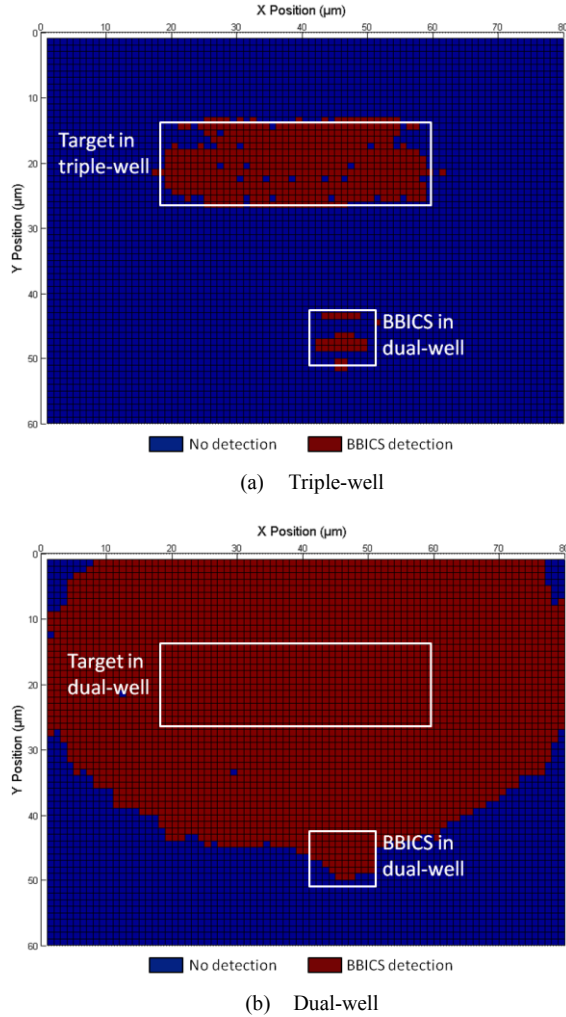 X Position (µm)
0 10 20 30 40 50 60 70 80
0
10
Target in
triple-well
20
Y Position (µm)
30
40
BBICS in
dual-well
50
60
No detection BBICS detection
(a) Triple-well
X Position (µm)
0 10 20 30 40 50 60 70 80
0
10
Target in
dual-well
20
Y Position (µm)
30
40
BBICS in
dual-well
50
60
No detection BBICS detection
(b) Dual-well